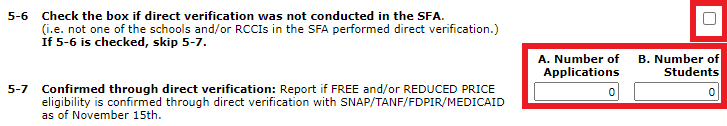 5-6 Check the box if direct verification was not conducted in the SFA.
(i.e. not one of the schools and/or RCCIs in the SFA performed direct verification.)
If 5-6 is checked, skip 5-7.
A. Number of Applications B. Number of Students
5-7 Confirmed through direct verification: Report if FREE and/or REDUCED PRICE
0 0
eligibility is confirmed through direct verification with SNAP/TANF/FDPIR/MEDICAID
as of November 15th.